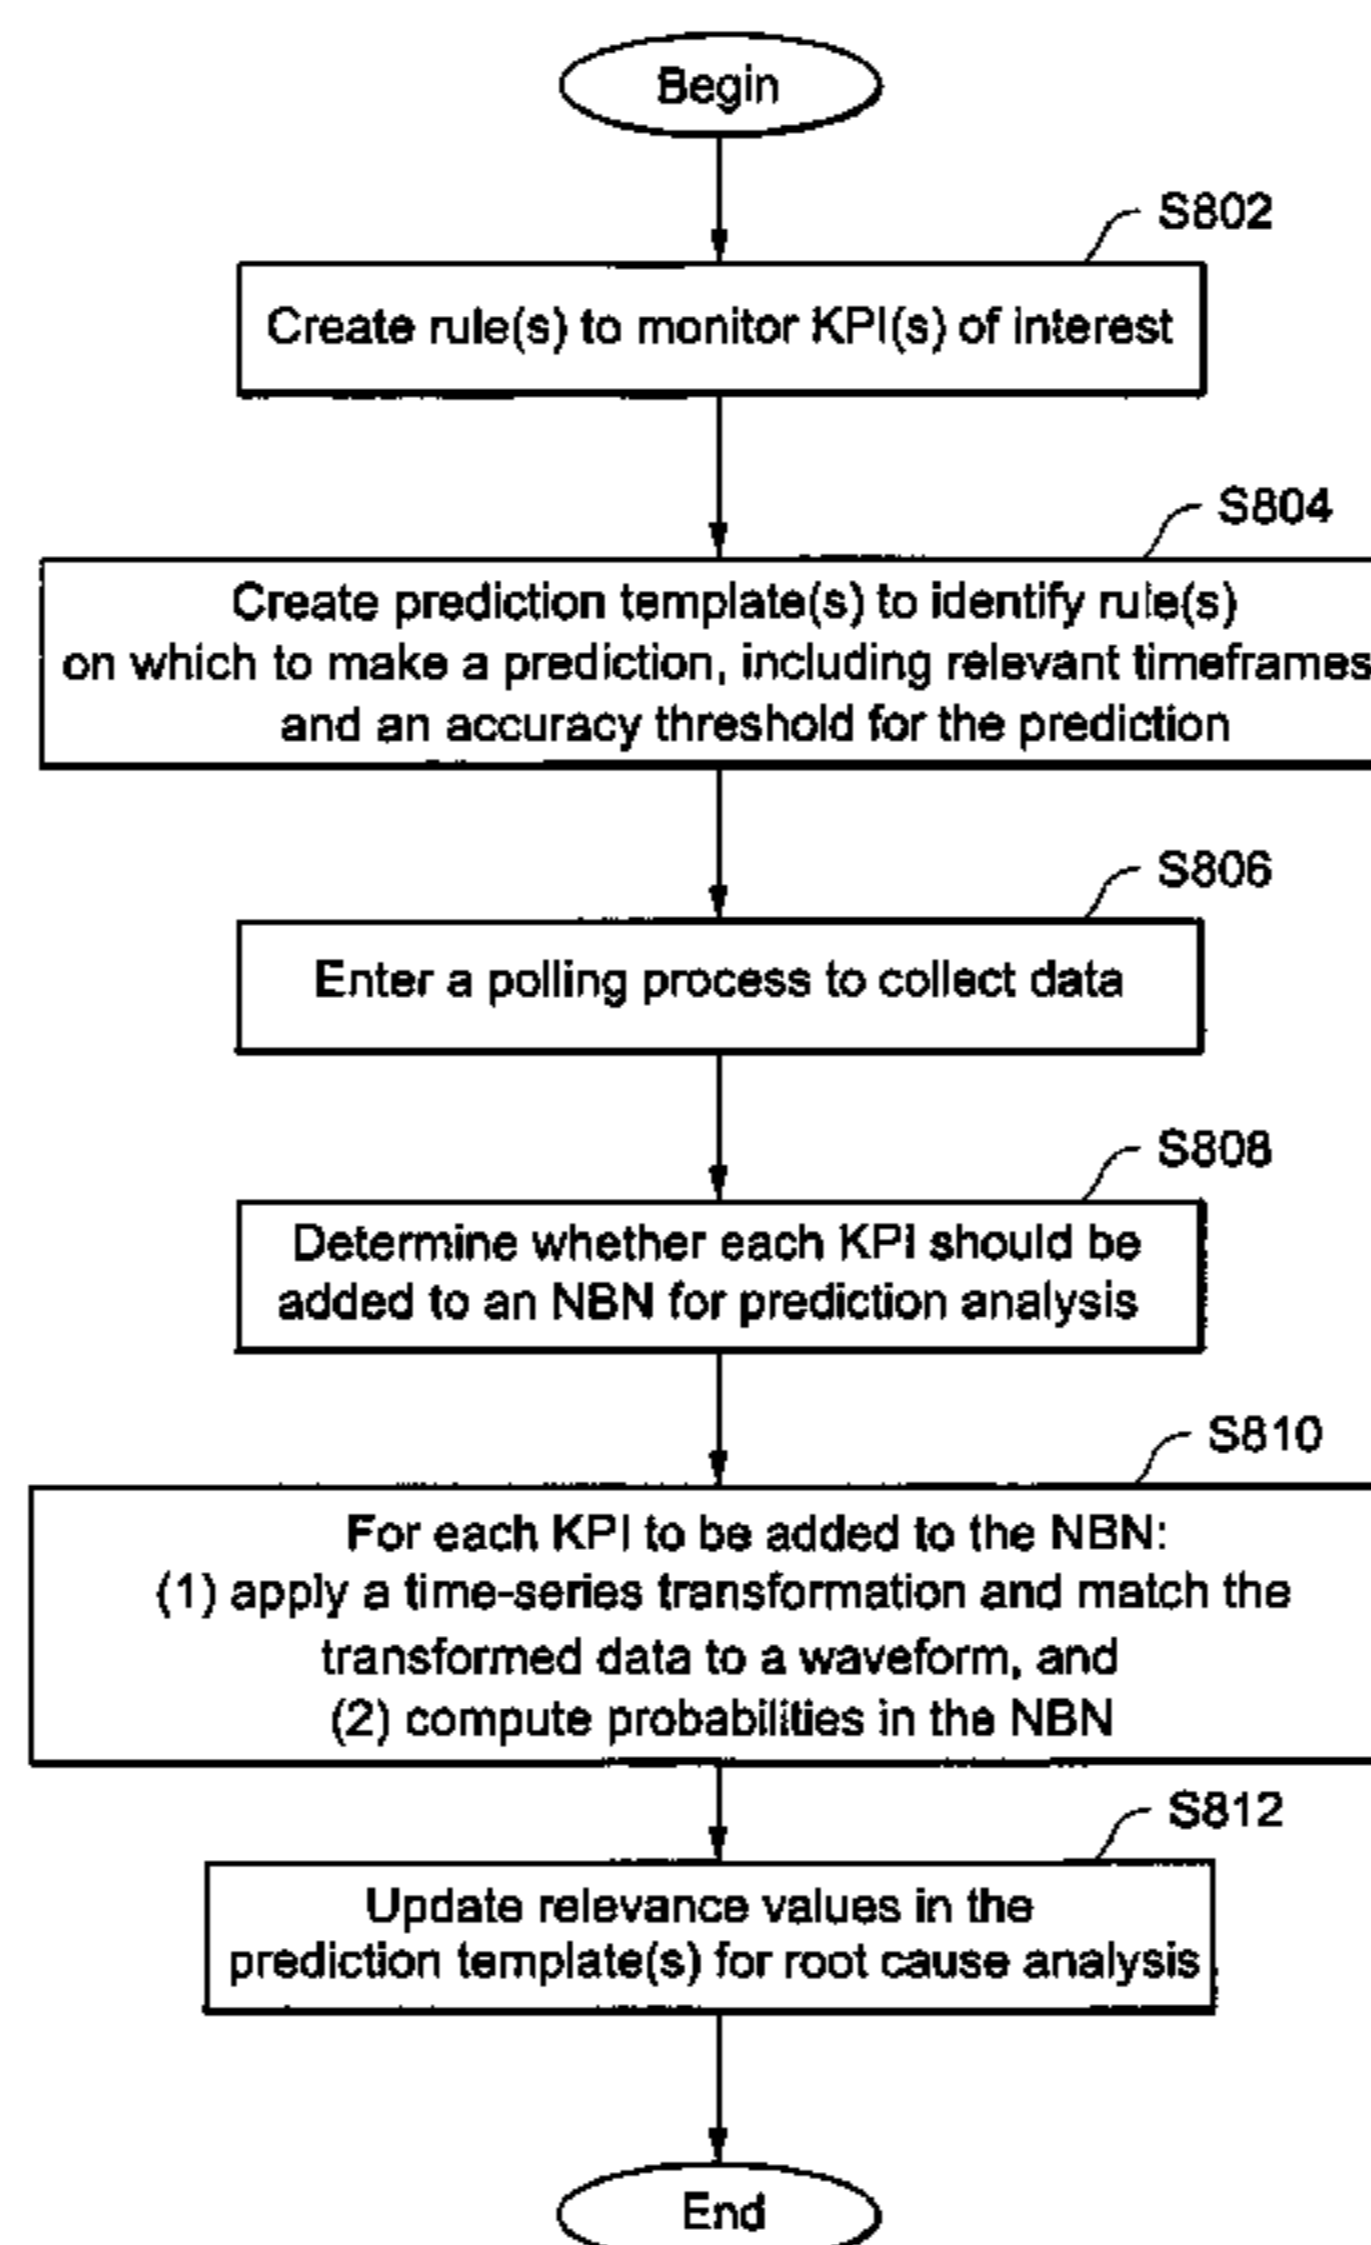 Begin
S802
Create rule(s) to monitor KPI(s) of interest
S804
Create prediction template(s) to identify rule(s)
on which to make a prediction, including relevant timeframes
and an accuracy threshold for the prediction
S806
Enter a polling process to collect data
S808
Determine whether each KPI should be
added to an NBN for prediction analysis
S810
For each KPI to be added to the NBN:
(1) apply a time-series transformation and match the
transformed data to a waveform, and
(2) compute probabilities in the NBN
S812
Update relevance values in the
prediction template(s) for root cause analysis
End